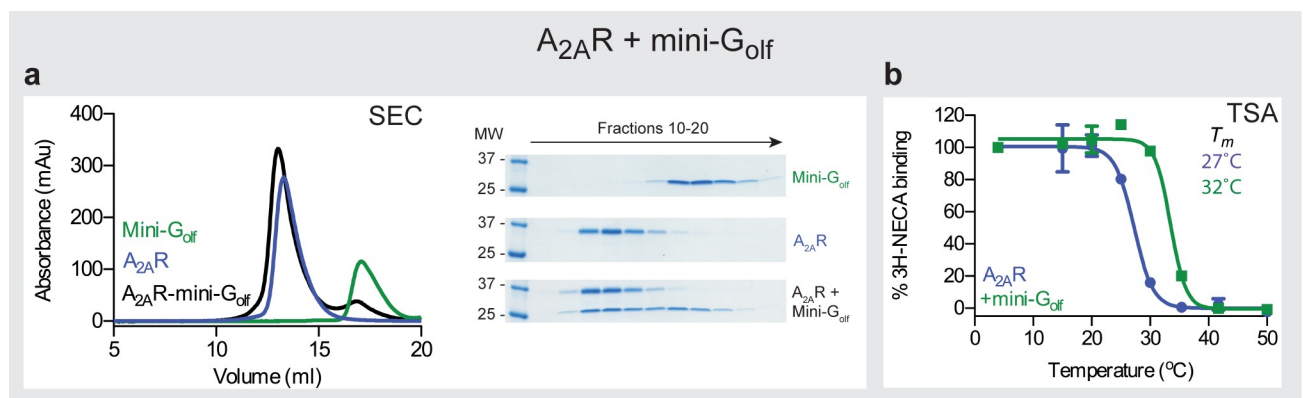 A2AR + mini-Golf
a
SEC
400
300
200
100
0
Absorbance (mAu)
Mini-Golf
A2AR
A2AR-mini-Golf
5 10 15 20
Volume (ml)
MW
Fractions 10-20
37 -
25 -
Mini-Golf
37 -
25 -
A2AR
37 -
25 -
A2AR +
Mini-Golf
b
TSA
120
100
80
60
40
20
0
% 3H-NECA binding
Tm
27°C
32°C
A2AR
+mini-Golf
0 10 20 30 40 50
Temperature (°C)